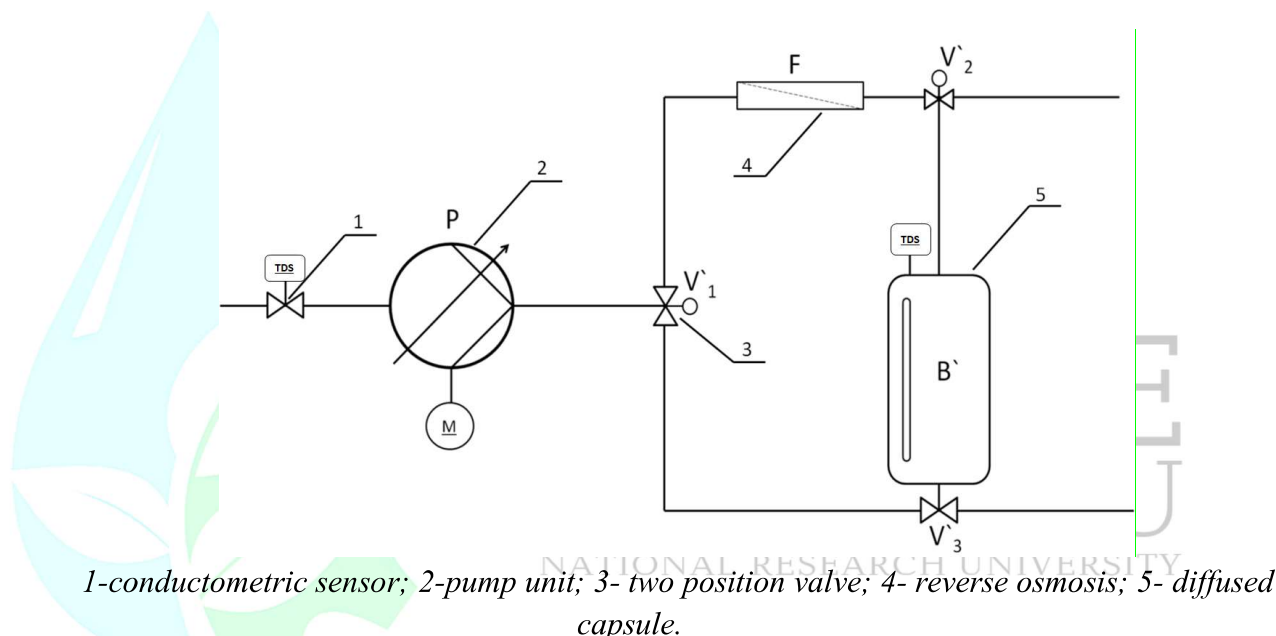 F
V`2
4
2
5
P
1
TDS
TDS
V`1
3
B`
M
V`3
E
U
NATIONAL RESEARCH UNIVERSITY
1-conductometric sensor; 2-pump unit; 3- two position valve; 4- reverse osmosis; 5- diffused
capsule.